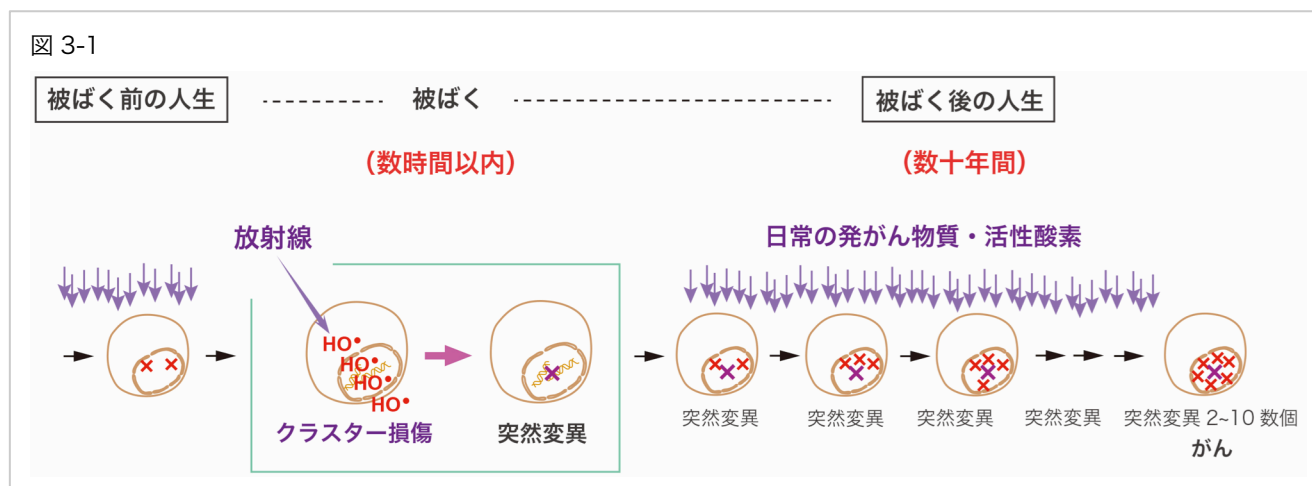 図 3-1
被ばく前の人生
被ばく
被ばく後の人生
（数時間以内）
（数十年間）
放射線
日常の発がん物質・活性酸素
HO•
HO•
HO•
HO•
クラスター損傷
突然変異
突然変異
突然変異
突然変異
突然変異
突然変異 2~10 数個
がん